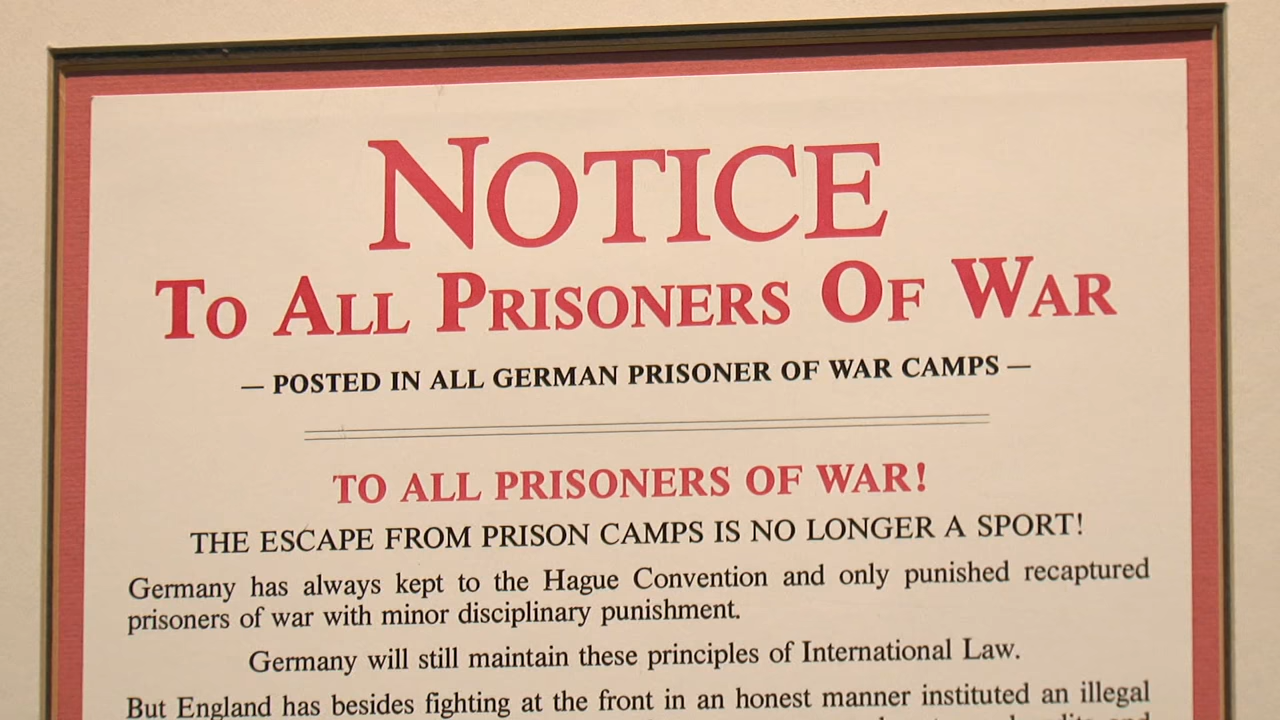 NOTICE
TO ALL PRISONERS OF WAR
— POSTED IN ALL GERMAN PRISONER OF WAR CAMPS —
TO ALL PRISONERS OF WAR!
THE ESCAPE FROM PRISON CAMPS IS NO LONGER A SPORT!
Germany has always kept to the Hague Convention and only punished recaptured
prisoners of war with minor disciplinary punishment.
Germany will still maintain these principles of International Law.
But England has besides fighting at the front in an honest manner instituted an illegal